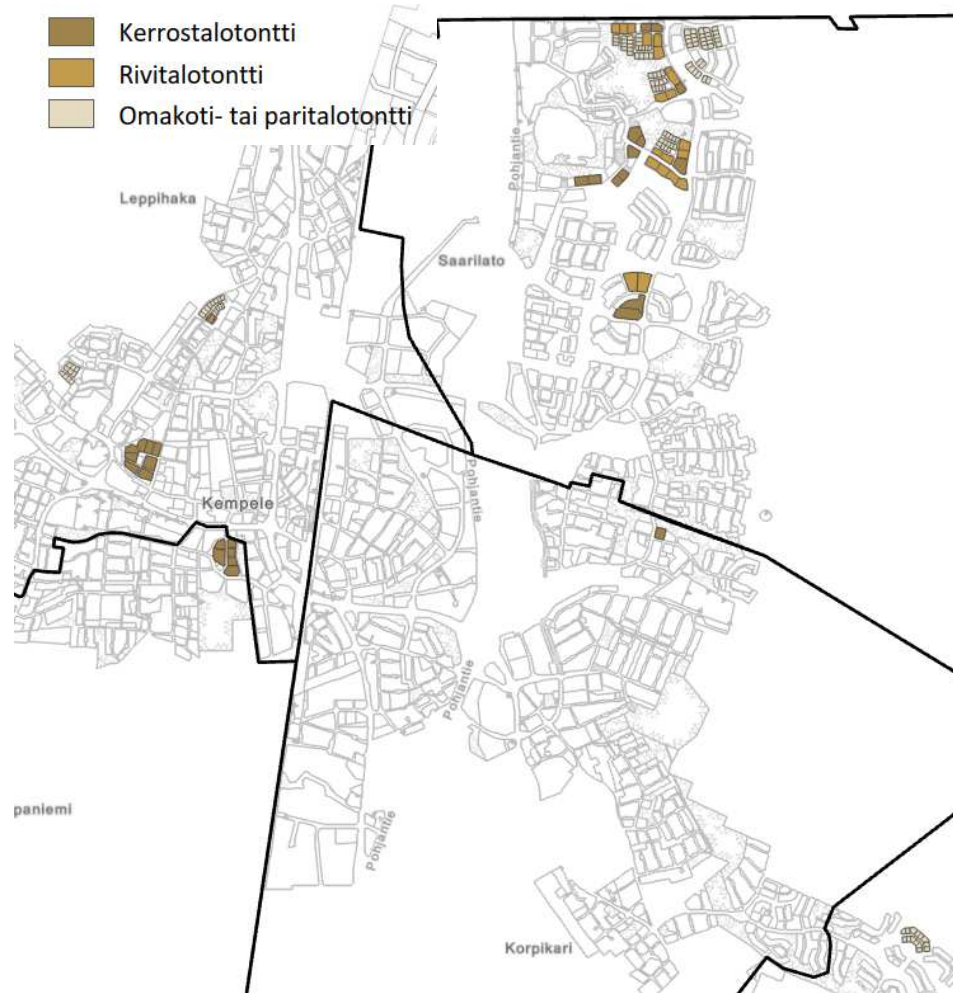 Kerrostalotontti
Rivitalotontti
Omakoti- tai paritalotontti
Pohjantie
Leppihaka
Saarilato
Pohjantie
Kempele
Pohjantie
paniemi
Pohjantie
Korpikari